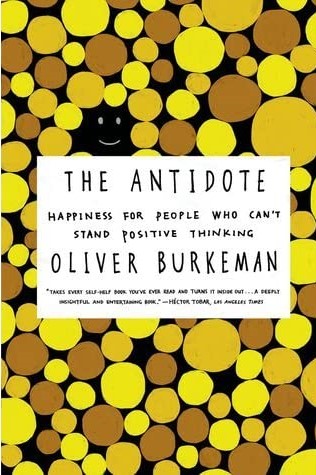 THE ANTIDOTE
HAPPINESS FOR PEOPLE WHO CAN'T
STAND POSITIVE THINKING
OLIVER BURKEMAN
"TAKES EVERY SELF-HELP BOOK YOU'VE EVER READ AND TURNS IT INSIDE OUT . . . A DEEPLY
INSIGHTFUL AND ENTERTAINING BOOK." —HÉCTOR TOBAR, LOS ANGELES TIMES